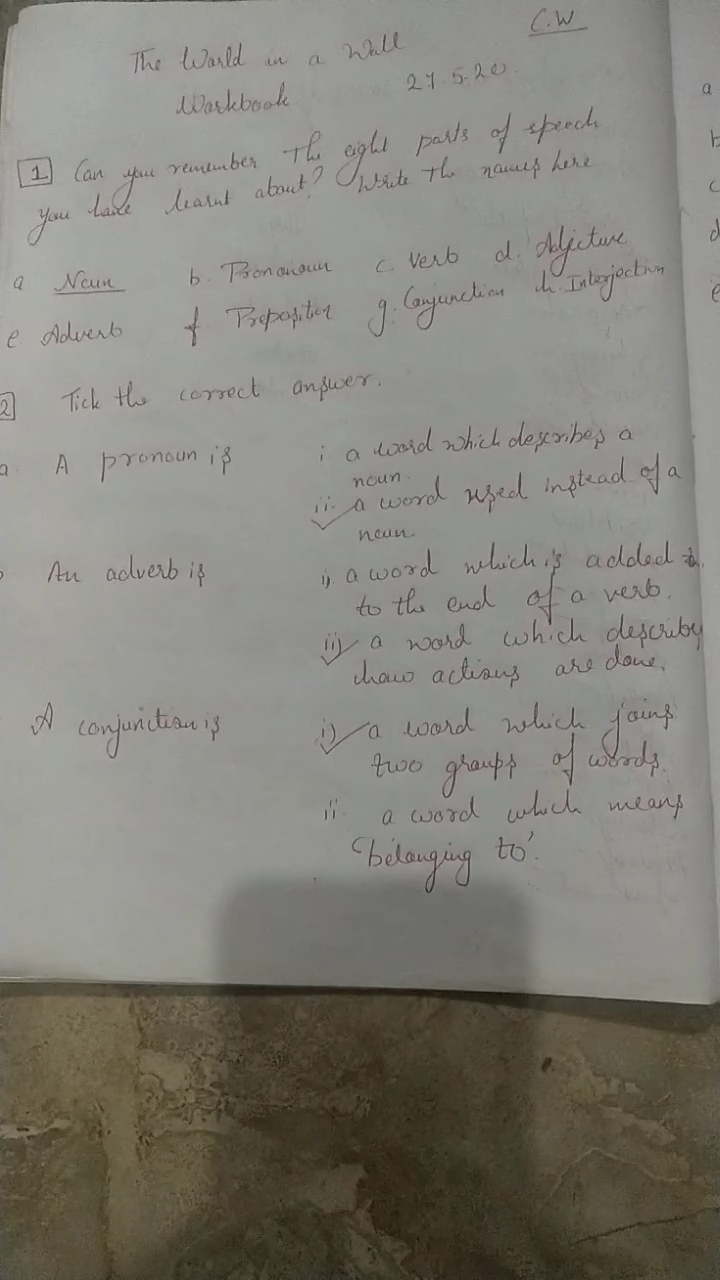 C.W
The World in a Wall
Workbook 27.5.20.
1. Can you remember the eight parts of speech
you have learnt about? Write the names here
a Noun b. Pronoun c. Verb d. Adjective
e. Adverb f. Preposition g. Conjunction h. Interjection
2 Tick the correct answer.
a. A pronoun is i a word which describes a
noun.
ii. a word used instead of a
noun
An adverb is i) a word which is added
to the end of a verb.
ii) a word which describes
how actions are done.
A conjunction is i) a word which joins
two groups of words.
ii. a word which means
'belonging to'.
a
b
c
d
e